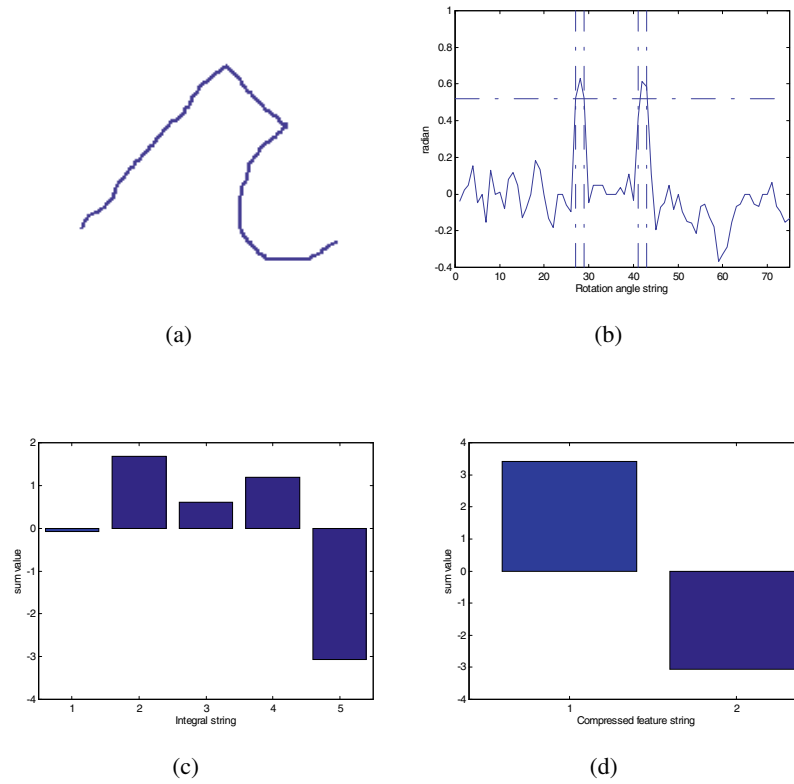 1
0.8
0.6
0.4
0.2
0
-0.2
-0.4
radian
0 10 20 30 40 50 60 70
Rotation angle string
(a)
(b)
2
1
0
-1
-2
-3
-4
sum value
1 2 3 4 5
Integral string
(c)
4
3
2
1
0
-1
-2
-3
-4
sum value
1 2
Compressed feature string
(d)